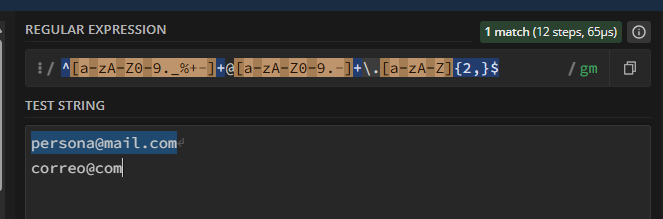 REGULAR EXPRESSION
1 match (12 steps, 65μs)
/ ^[a-zA-Z0-9._%+-]+@[a-zA-Z0-9.-]+\.[a-zA-Z]{2,}$ / gm
TEST STRING
persona@mail.com
correo@com